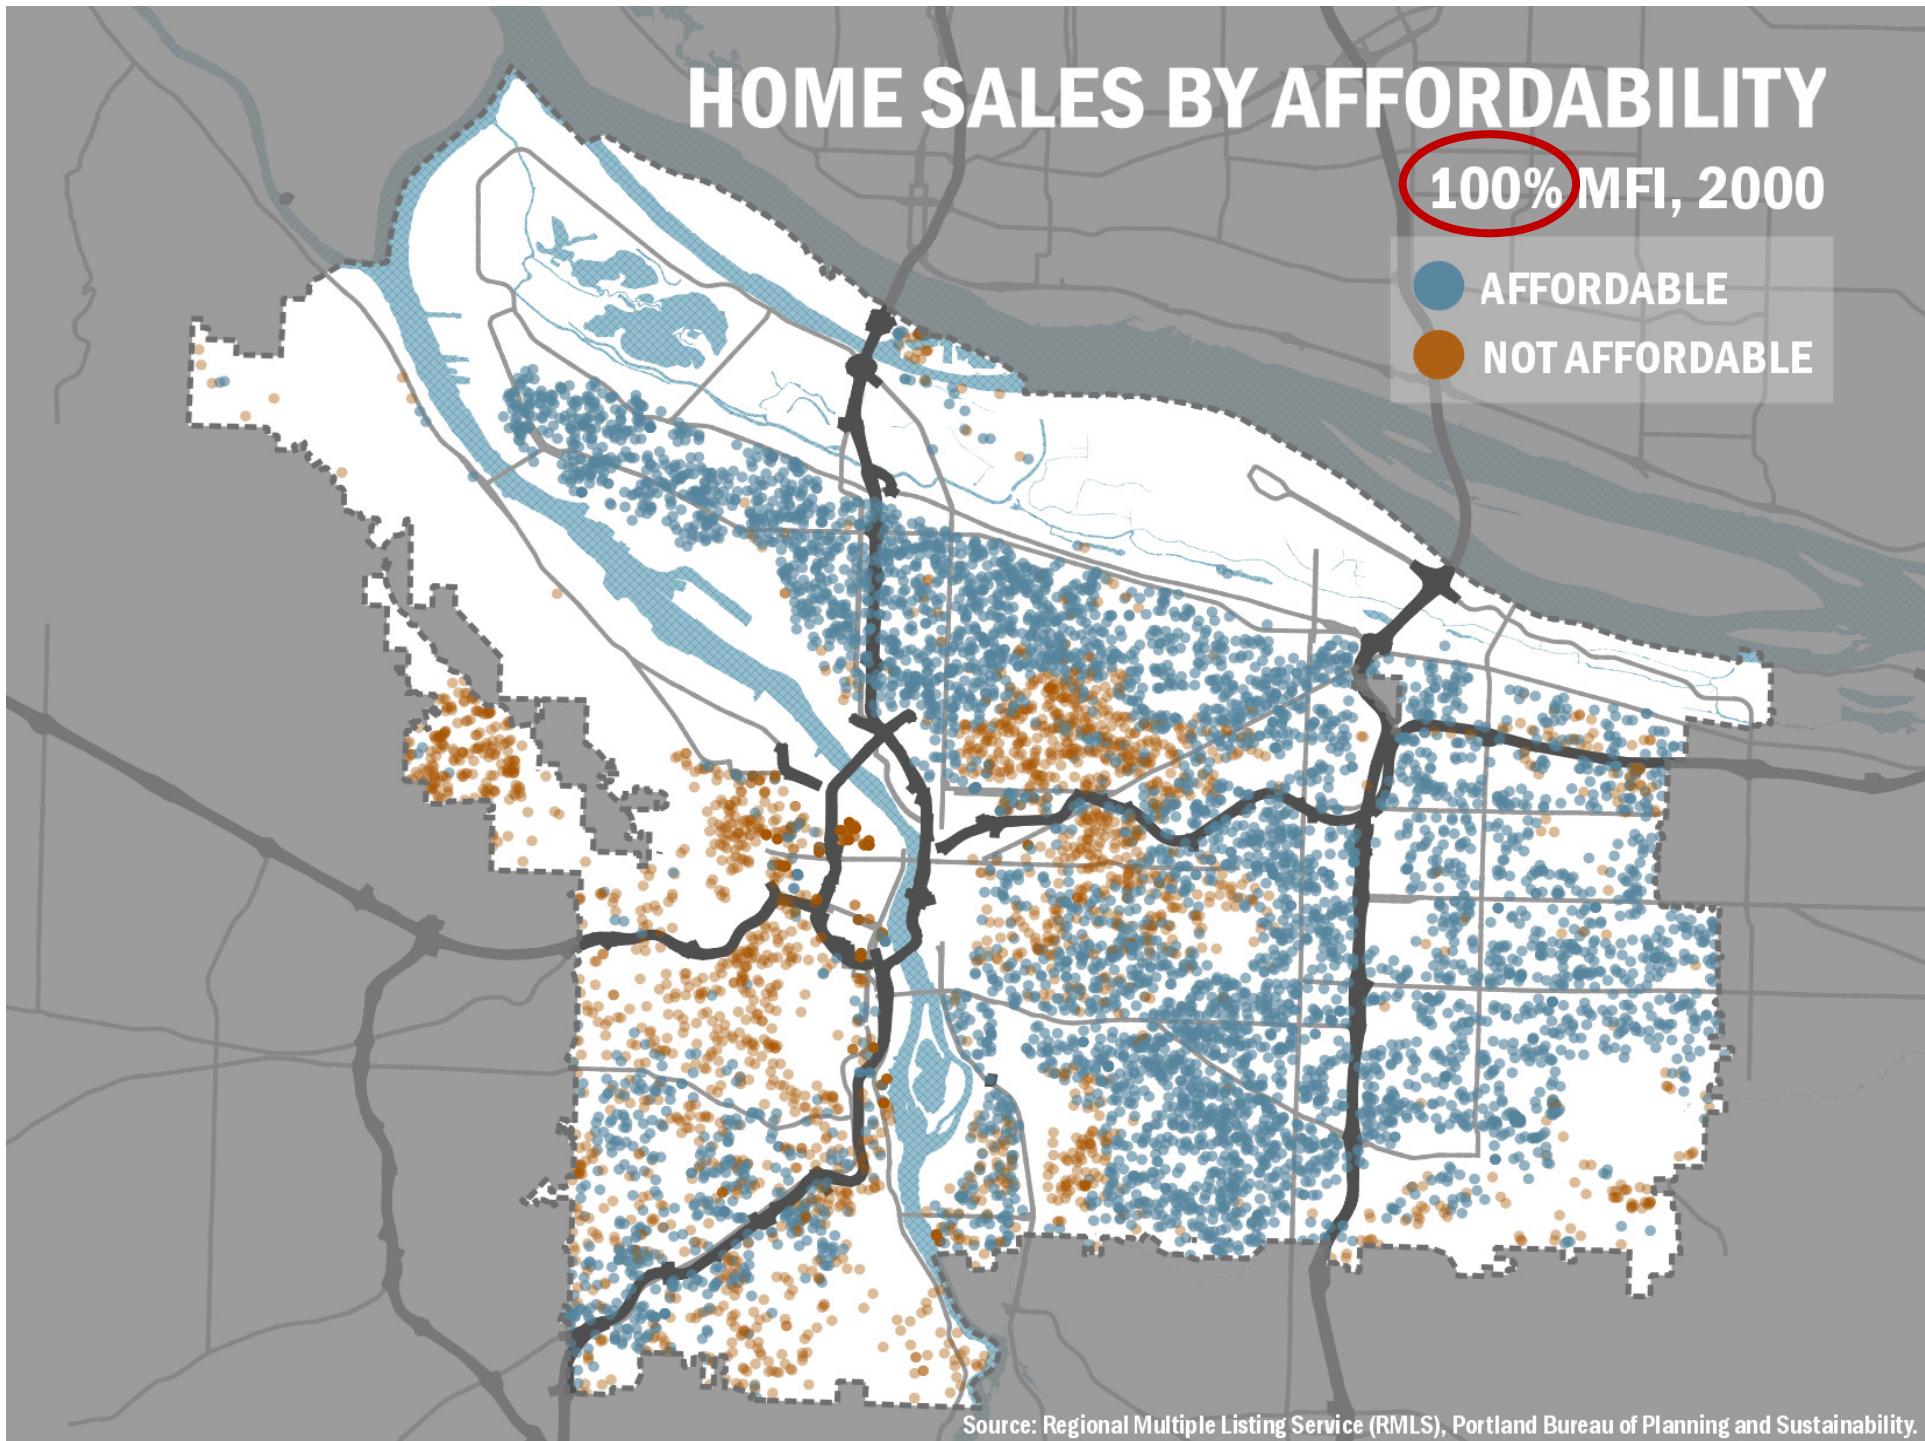 HOME SALES BY AFFORDABILITY
100% MFI, 2000
AFFORDABLE
NOT AFFORDABLE
Source: Regional Multiple Listing Service (RMLS), Portland Bureau of Planning and Sustainability.